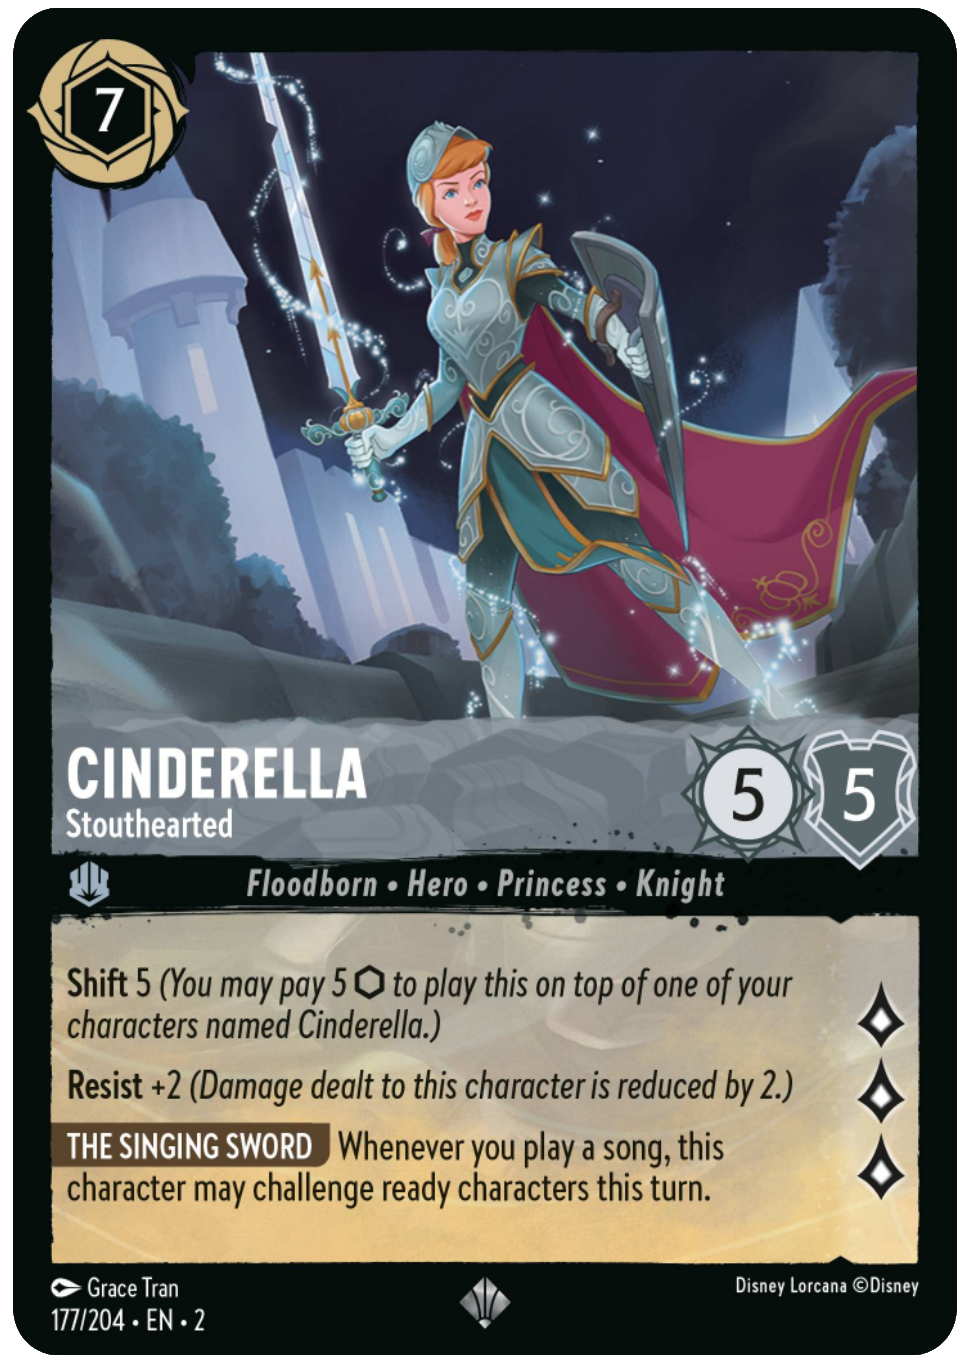 7
CINDERELLA
Stouthearted
5 5
Floodborn • Hero • Princess • Knight
Shift 5 (You may pay 5 ⬡ to play this on top of one of your
characters named Cinderella.)
Resist +2 (Damage dealt to this character is reduced by 2.)
THE SINGING SWORD Whenever you play a song, this
character may challenge ready characters this turn.
Grace Tran
177/204 • EN • 2
Disney Lorcana ©Disney